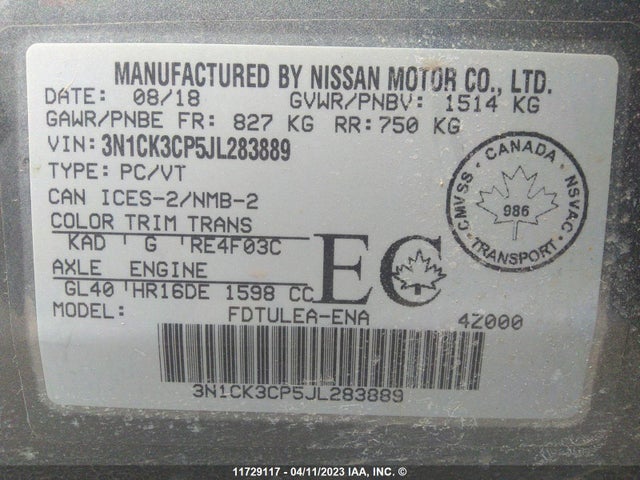 MANUFACTURED BY NISSAN MOTOR CO., LTD.
DATE: 08/18 GVWR/PNBV: 1514 KG
GAWR/PNBE FR: 827 KG RR: 750 KG
VIN: 3N1CK3CP5JL283889
TYPE: PC/VT
CAN ICES-2/NMB-2
COLOR TRIM TRANS
KAD G RE4F03C
AXLE ENGINE
GL40 HR16DE 1598 CC
MODEL: FDTULEA-ENA 4Z000
EC
CANADA
CMVSS NSVAC
986
TRANSPORT
3N1CK3CP5JL283889
11729117 - 04/11/2023 - IAA, INC. ©